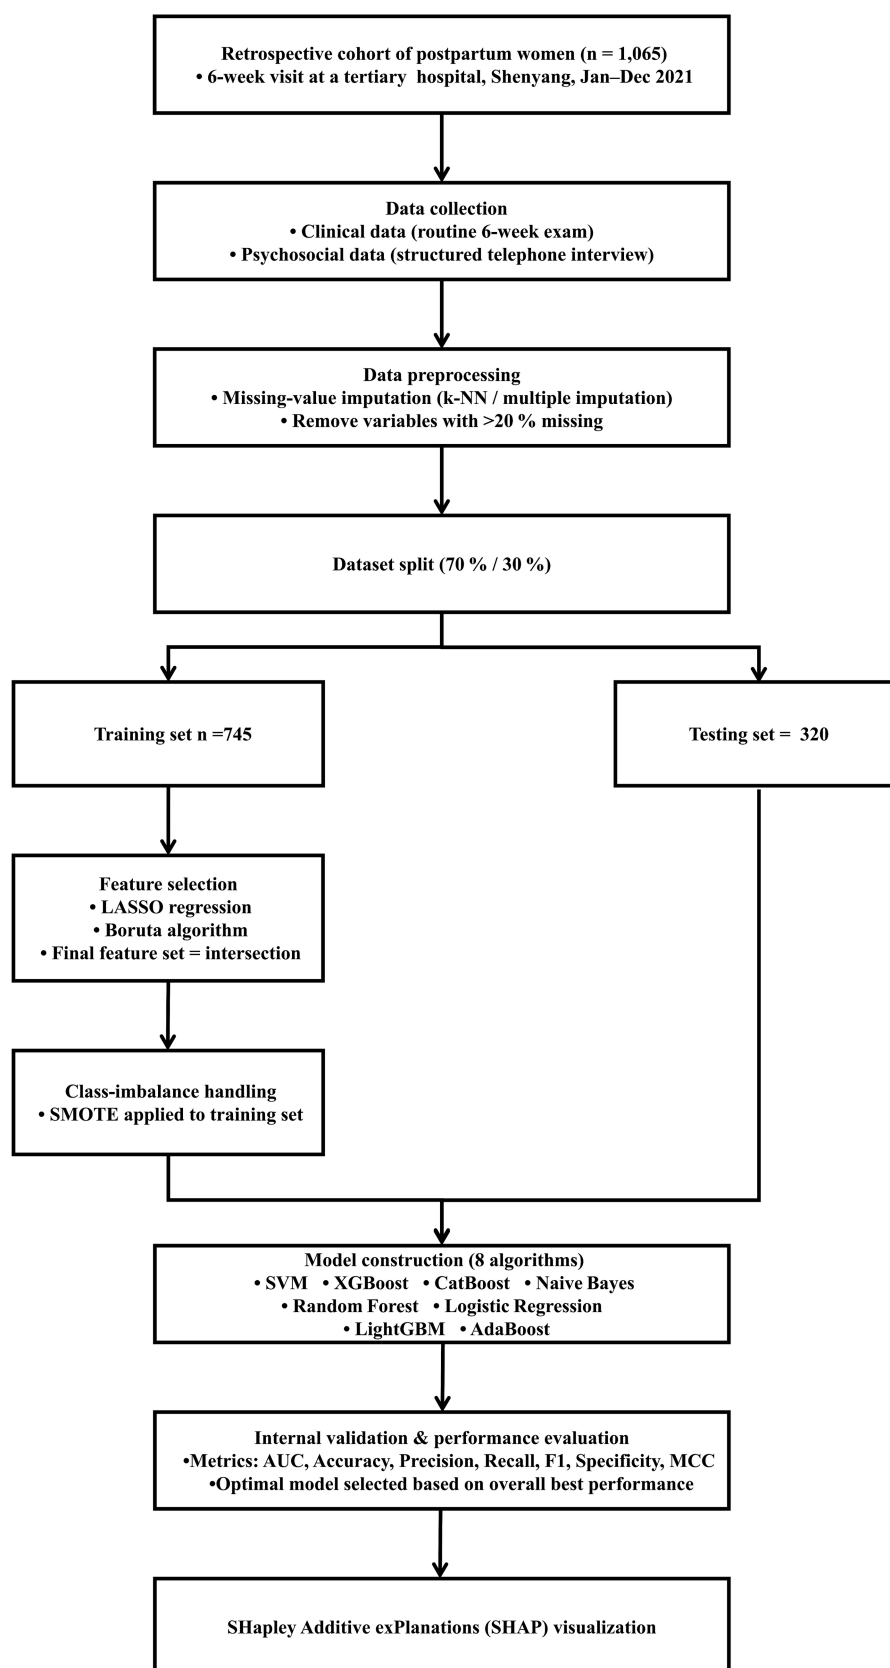 Retrospective cohort of postpartum women (n = 1,065)
• 6-week visit at a tertiary hospital, Shenyang, Jan–Dec 2021
Data collection
• Clinical data (routine 6-week exam)
• Psychosocial data (structured telephone interview)
Data preprocessing
• Missing-value imputation (k-NN / multiple imputation)
• Remove variables with >20 % missing
Dataset split (70 % / 30 %)
Training set n =745
Testing set = 320
Feature selection
• LASSO regression
• Boruta algorithm
• Final feature set = intersection
Class-imbalance handling
• SMOTE applied to training set
Model construction (8 algorithms)
• SVM • XGBoost • CatBoost • Naive Bayes
• Random Forest • Logistic Regression
• LightGBM • AdaBoost
Internal validation & performance evaluation
•Metrics: AUC, Accuracy, Precision, Recall, F1, Specificity, MCC
•Optimal model selected based on overall best performance
SHapley Additive exPlanations (SHAP) visualization